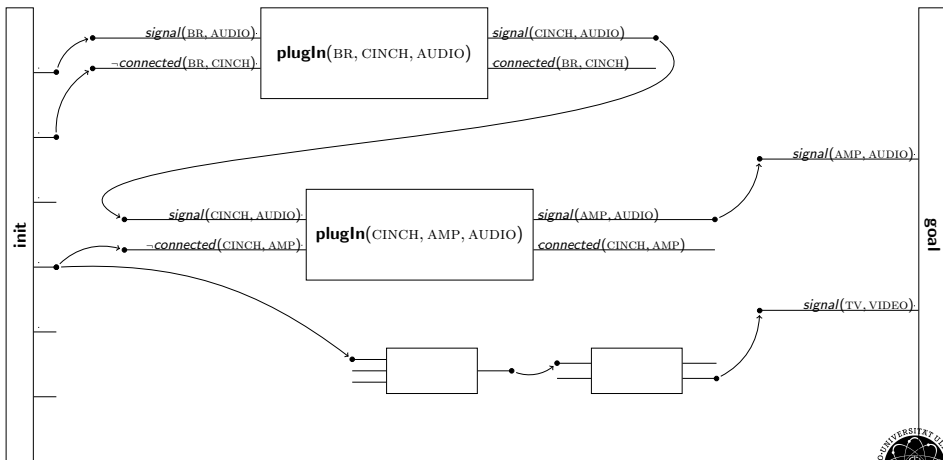 init
signal(BR, AUDIO)
¬connected(BR, CINCH)
plugIn(BR, CINCH, AUDIO)
signal(CINCH, AUDIO)
connected(BR, CINCH)
signal(CINCH, AUDIO)
¬connected(CINCH, AMP)
plugIn(CINCH, AMP, AUDIO)
signal(AMP, AUDIO)
connected(CINCH, AMP)
signal(AMP, AUDIO)
signal(TV, VIDEO)
goal